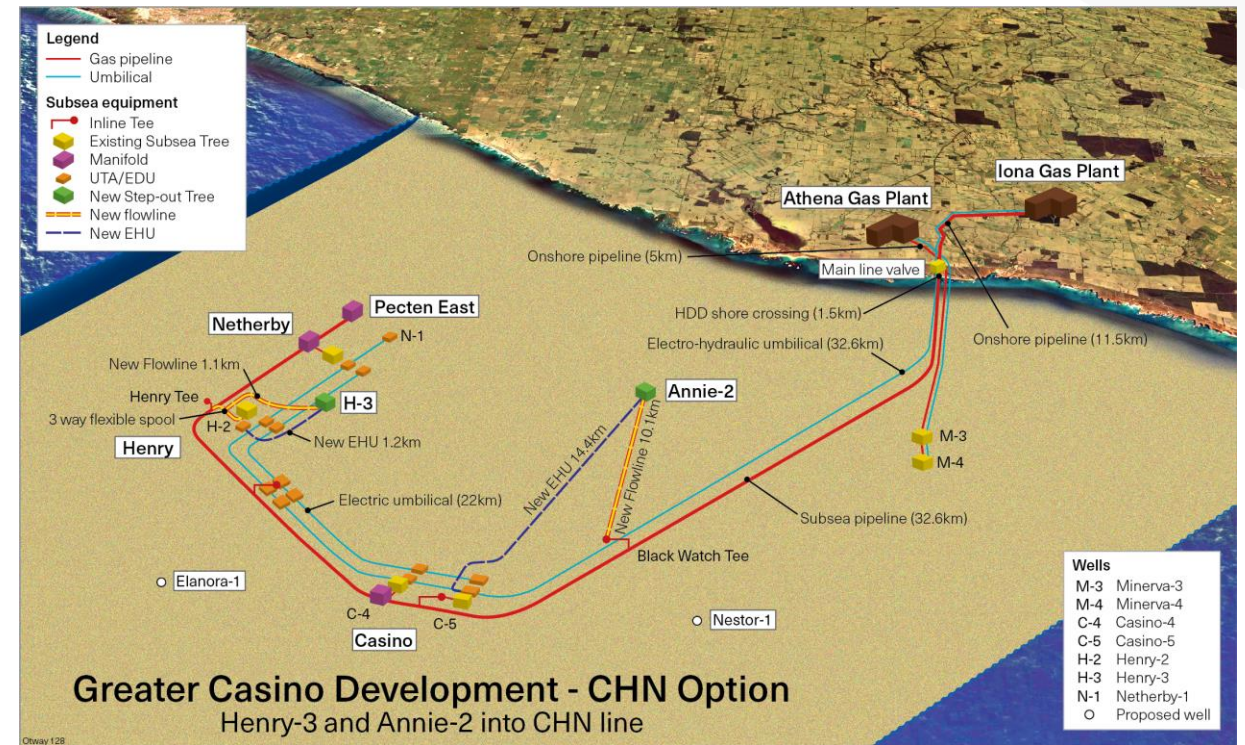 Legend
Gas pipeline
Umbilical
Subsea equipment
Inline Tee
Existing Subsea Tree
Manifold
UTA/EDU
New Step-out Tree
New flowline
New EHU
Iona Gas Plant
Athena Gas Plant
Onshore pipeline (5km)
Main line valve
HDD shore crossing (1.5km)
Onshore pipeline (11.5km)
Electro-hydraulic umbilical (32.6km)
Pecten East
Netherby
N-1
New Flowline 1.1km
Henry Tee
3 way flexible spool
H-3
H-2
Henry
New EHU 1.2km
Annie-2
New EHU 14.4km
New Flowline 10.1km
M-3
M-4
Electric umbilical (22km)
Subsea pipeline (32.6km)
Black Watch Tee
Elanora-1
C-4
C-5
Casino
Nestor-1
Wells
M-3 Minerva-3
M-4 Minerva-4
C-4 Casino-4
C-5 Casino-5
H-2 Henry-2
H-3 Henry-3
N-1 Netherby-1
Proposed well
Greater Casino Development - CHN Option
Henry-3 and Annie-2 into CHN line
Otway 128